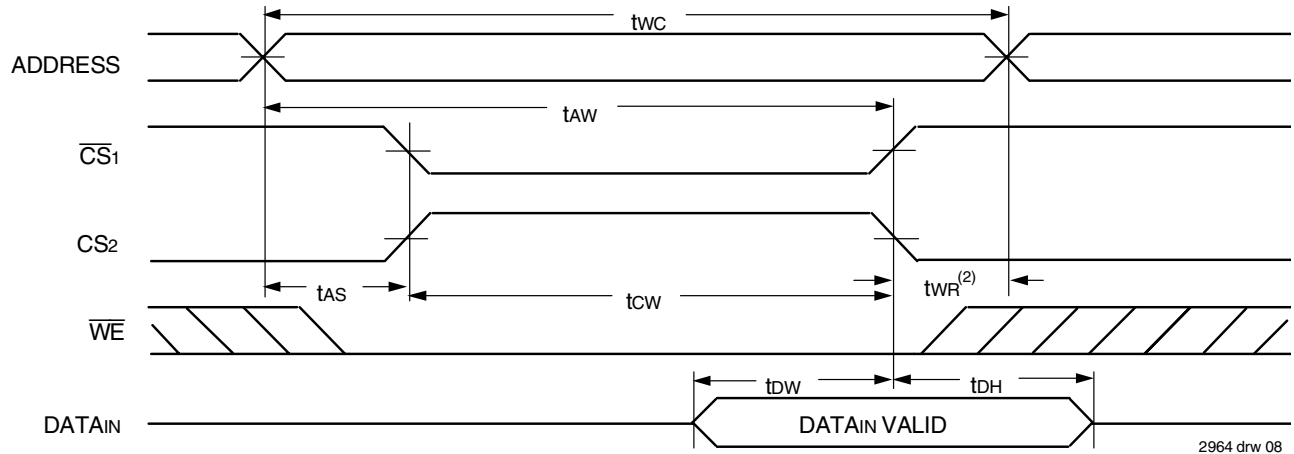 tWC
ADDRESS
tAW
CS1
CS2
tAS
tCW
tWR(2)
WE
tDW
tDH
DATAIN
DATAIN VALID
2964 drw 08